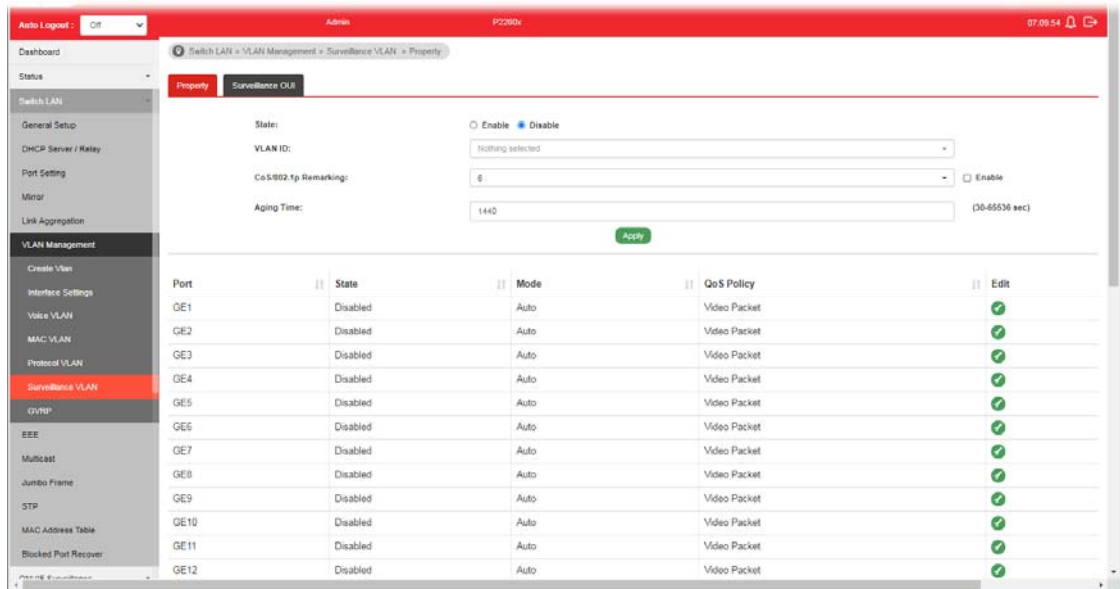 Auto Logout : Off Admin P2280x 07:09:54
Dashboard
Status
Switch LAN
General Setup
DHCP Server / Relay
Port Setting
Mirror
Link Aggregation
VLAN Management
Create Vlan
Interface Settings
Voice VLAN
MAC VLAN
Protocol VLAN
Surveillance VLAN
GVRP
EEE
Multicast
Jumbo Frame
STP
MAC Address Table
Blocked Port Recover
Switch LAN » VLAN Management » Surveillance VLAN » Property
Property Surveillance OUI
State: Enable Disable
VLAN ID: Nothing selected
CoS/802.1p Remarking: 6 Enable
Aging Time: 1440 (30-65536 sec)
Apply
Port State Mode QoS Policy Edit
GE1 Disabled Auto Video Packet
GE2 Disabled Auto Video Packet
GE3 Disabled Auto Video Packet
GE4 Disabled Auto Video Packet
GE5 Disabled Auto Video Packet
GE6 Disabled Auto Video Packet
GE7 Disabled Auto Video Packet
GE8 Disabled Auto Video Packet
GE9 Disabled Auto Video Packet
GE10 Disabled Auto Video Packet
GE11 Disabled Auto Video Packet
GE12 Disabled Auto Video Packet